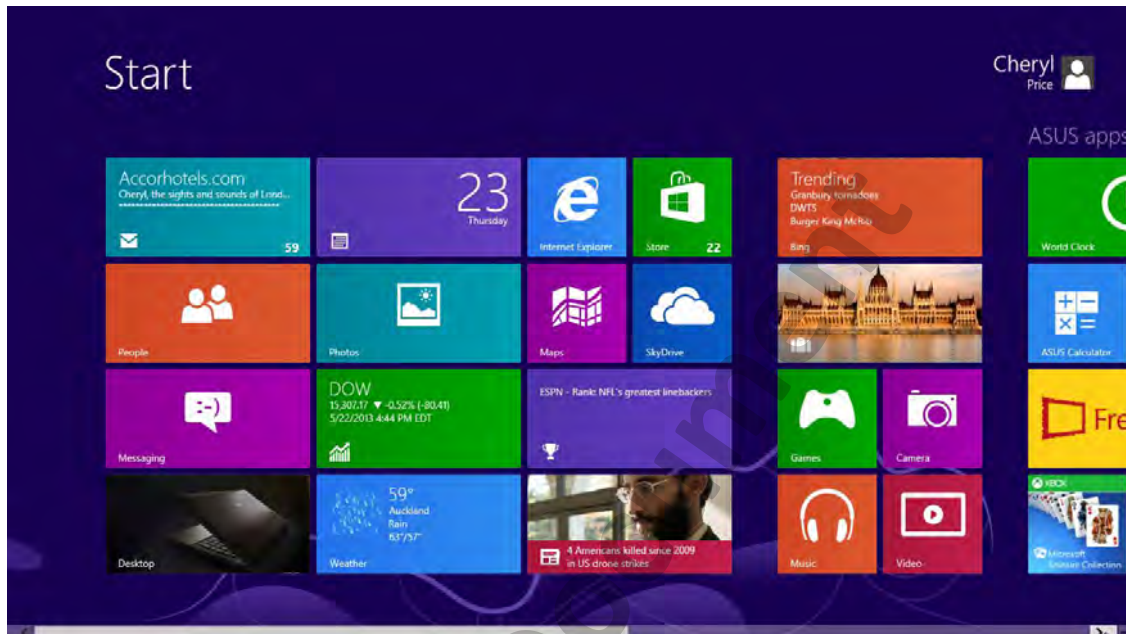 Start
Cheryl
Price
ASUS apps
Accorhotels.com
Cheryl, the sights and sounds of Lond...
59
23
Thursday
Internet Explorer
Store
22
Trending
Granbury tornadoes
DWTS
Burger King McRib
Bing
World Clock
People
Photos
Maps
SkyDrive
ASUS Calculator
Messaging
DOW
15,307.17 ▼ -0.52% (-80.41)
5/22/2013 4:44 PM EDT
ESPN - Rank: NFL's greatest linebackers
Games
Camera
Fre
Desktop
59°
Auckland
Rain
63°/57°
Weather
4 Americans killed since 2009
in US drone strikes
Music
Video
XBOX
Microsoft
Solitaire Collection